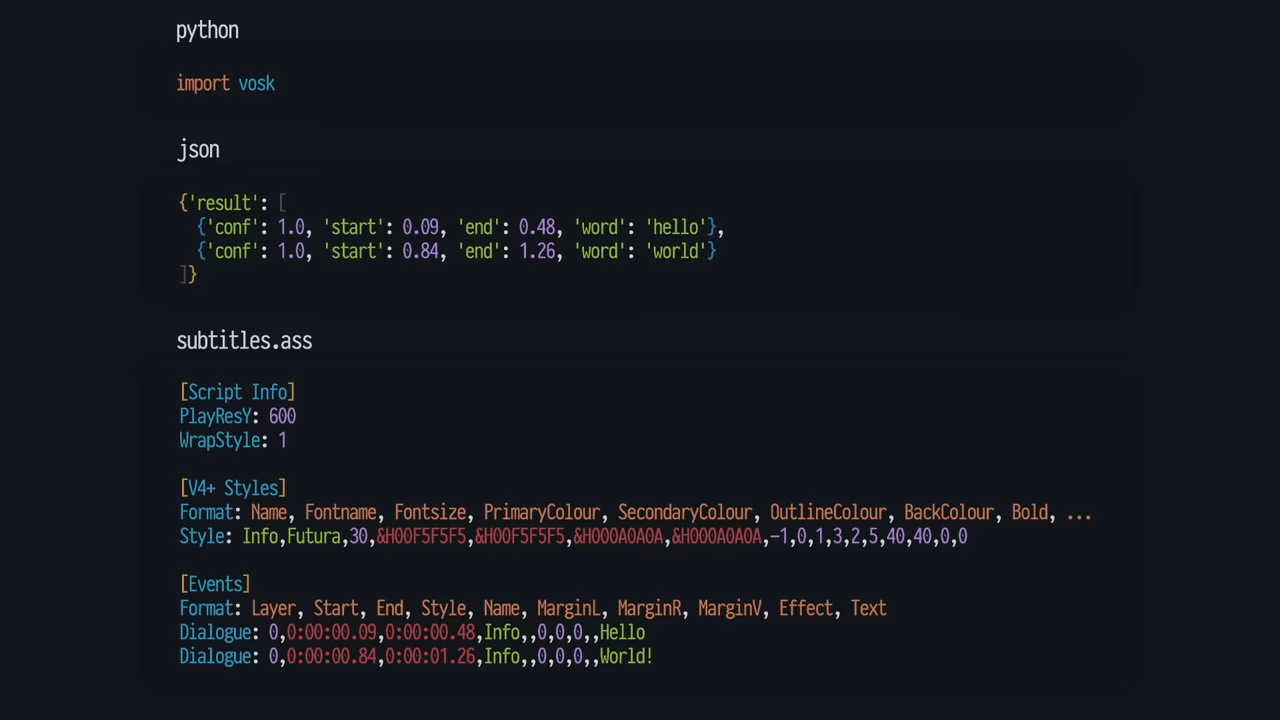 python
import vosk
json
{'result': [
{'conf': 1.0, 'start': 0.09, 'end': 0.48, 'word': 'hello'},
{'conf': 1.0, 'start': 0.84, 'end': 1.26, 'word': 'world'}
]}
subtitles.ass
[Script Info]
PlayResY: 600
WrapStyle: 1
[V4+ Styles]
Format: Name, Fontname, Fontsize, PrimaryColour, SecondaryColour, OutlineColour, BackColour, Bold, ...
Style: Info,Futura,30,&H00F5F5F5,&H00F5F5F5,&H000A0A0A,&H000A0A0A,-1,0,1,3,2,5,40,40,0,0
[Events]
Format: Layer, Start, End, Style, Name, MarginL, MarginR, MarginV, Effect, Text
Dialogue: 0,0:00:00.09,0:00:00.48,Info,,0,0,0,,Hello
Dialogue: 0,0:00:00.84,0:00:01.26,Info,,0,0,0,,World!